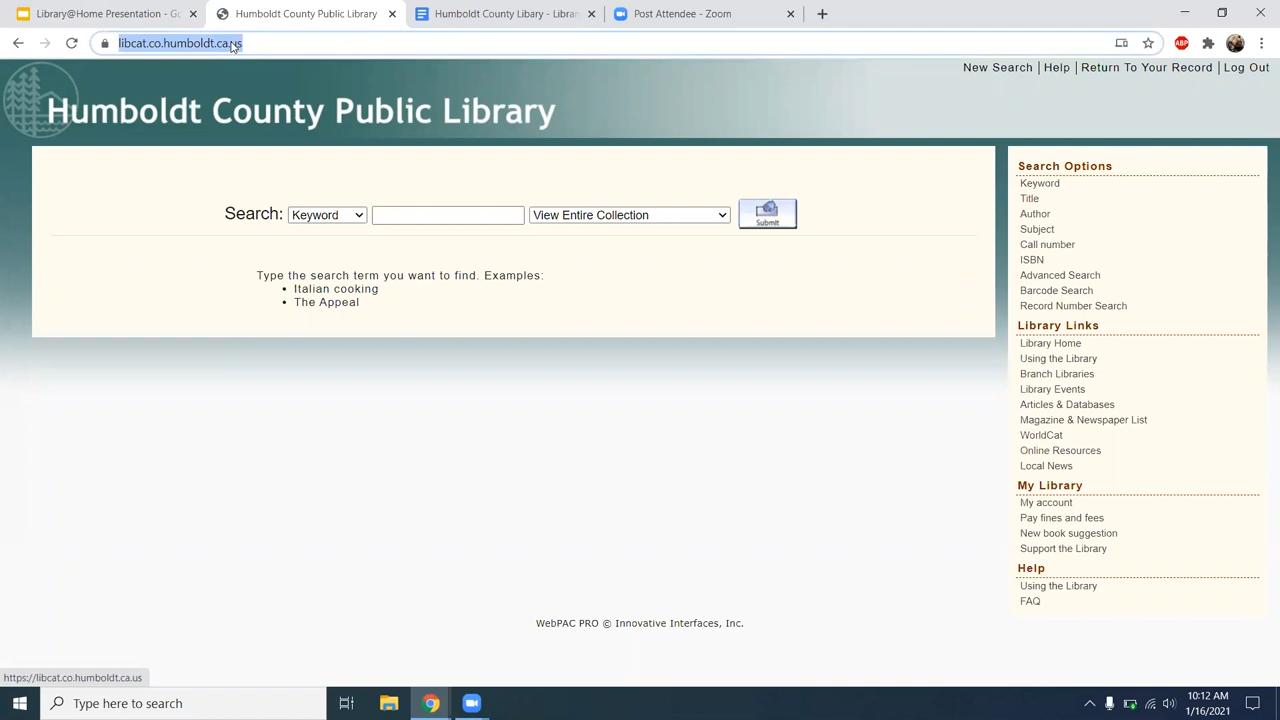 Library@Home Presentation - Go
Humboldt County Public Library
Humboldt County Libary - Library
Post Attendee - Zoom
libcat.co.humboldt.ca.us
New Search | Help | Return To Your Record | Log Out
Humboldt County Public Library
Search: Keyword View Entire Collection Submit
Type the search term you want to find. Examples:
• Italian cooking
• The Appeal
Search Options
Keyword
Title
Author
Subject
Call number
ISBN
Advanced Search
Barcode Search
Record Number Search
Library Links
Library Home
Using the Library
Branch Libraries
Library Events
Articles & Databases
Magazine & Newspaper List
WorldCat
Online Resources
Local News
My Library
My account
Pay fines and fees
New book suggestion
Support the Library
Help
Using the Library
FAQ
WebPAC PRO © Innovative Interfaces, Inc.
https://libcat.co.humboldt.ca.us
Type here to search
10:12 AM
1/16/2021
ABP